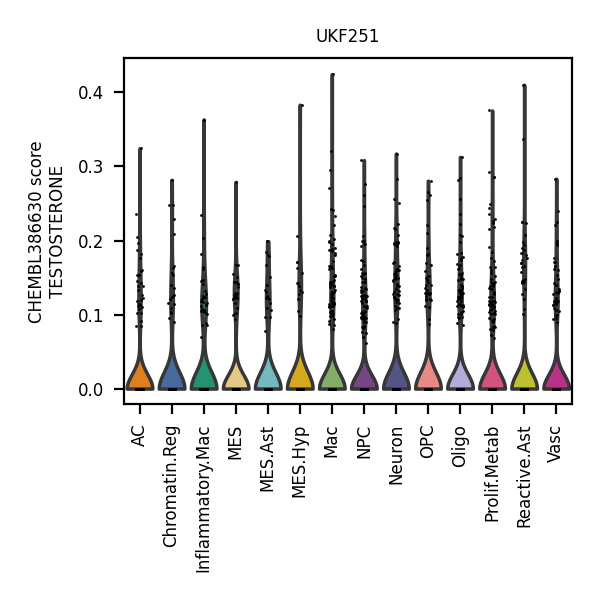 UKF251
CHEMBL386630 score
TESTOSTERONE
0.4
0.3
0.2
0.1
0.0
AC
Chromatin.Reg
Inflammatory.Mac
MES
MES.Ast
MES.Hyp
Mac
NPC
Neuron
OPC
Oligo
Prolif.Metab
Reactive.Ast
Vasc